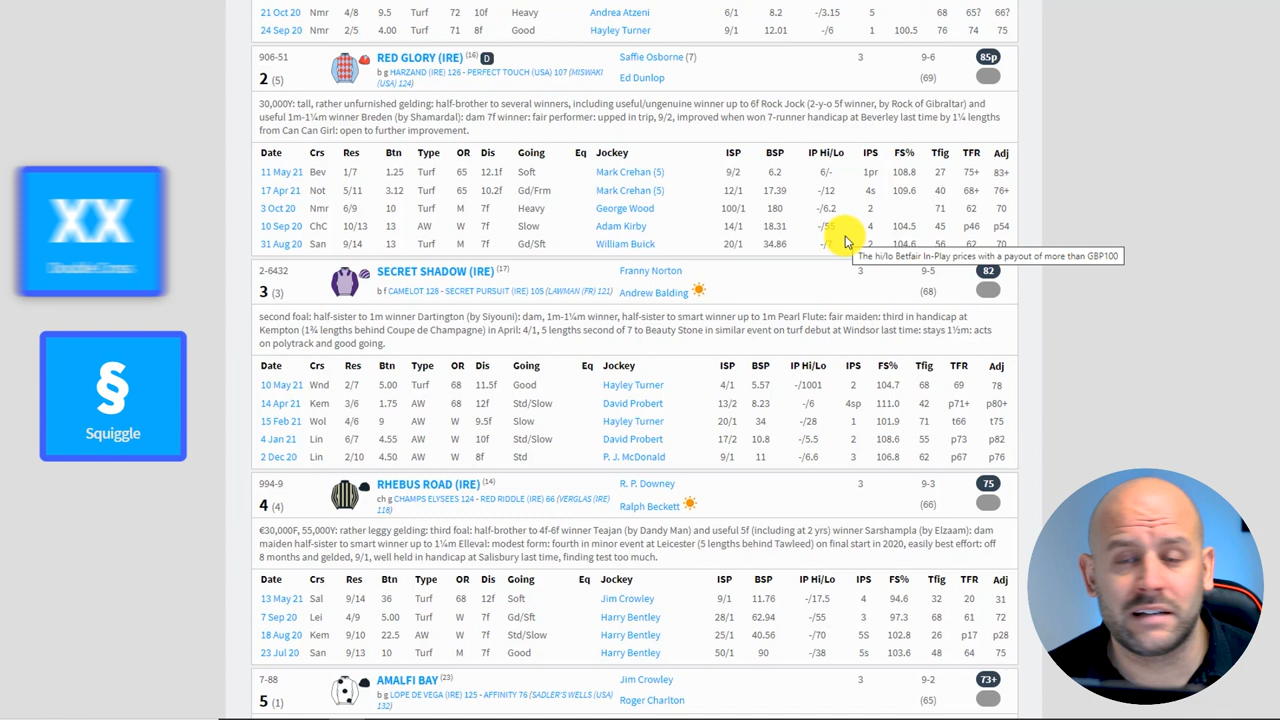 21 Oct 20 Nmr 4/8 9.5 Turf 72 10f Heavy Andrea Atzeni 6/1 8.2 -/3.15 5 68 65? 66?
24 Sep 20 Nmr 2/5 4.00 Turf 71 8f Good Hayley Turner 9/1 12.01 -/6 1 100.5 76 74 75
906-51 RED GLORY (IRE) (16) D Saffie Osborne (7) 3 9-6 85p
2 (5) b g HARZAND (IRE) 126 - PERFECT TOUCH (USA) 107 (MISWAKI Ed Dunlop (69)
(USA) 124)
30,000Y: tall, rather unfurnished gelding: half-brother to several winners, including useful/ungenuine winner up to 6f Rock Jock (2-y-o 5f winner, by Rock of Gibraltar) and
useful 1m-1¼m winner Breden (by Shamardal): dam 7f winner: fair performer: upped in trip, 9/2, improved when won 7-runner handicap at Beverley last time by 1¼ lengths
from Can Can Girl: open to further improvement.
Date Crs Res Btn Type OR Dis Going Eq Jockey ISP BSP IP Hi/Lo IPS FS% Tfig TFR Adj
11 May 21 Bev 1/7 1.25 Turf 65 12.1f Soft Mark Crehan (5) 9/2 6.2 6/- 1pr 108.8 27 75+ 83+
17 Apr 21 Not 5/11 3.12 Turf 65 10.2f Gd/Frm Mark Crehan (5) 12/1 17.39 -/12 4s 109.6 40 68+ 76+
3 Oct 20 Nmr 6/9 10 Turf M 7f Heavy George Wood 100/1 180 -/6.2 2 71 62 70
10 Sep 20 ChC 10/13 13 AW W 7f Slow Adam Kirby 14/1 18.31 -/55 4 104.5 45 p46 p54
31 Aug 20 San 9/14 13 Turf M 7f Gd/Sft William Buick 20/1 34.86 -/7 2 104.6 56 62 70
The hi/lo Betfair In-Play prices with a payout of more than GBP100
2-6432 SECRET SHADOW (IRE) (17) Franny Norton 3 9-5 82
3 (3) b f CAMELOT 128 - SECRET PURSUIT (IRE) 105 (LAWMAN (FR) 121) Andrew Balding (68)
second foal: half-sister to 1m winner Dartington (by Siyouni): dam, 1m-1¼m winner, half-sister to smart winner up to 1m Pearl Flute: fair maiden: third in handicap at
Kempton (1¾ lengths behind Coupe de Champagne) in April: 4/1, 5 lengths second of 7 to Beauty Stone in similar event on turf debut at Windsor last time: stays 1½m: acts
on polytrack and good going.
Date Crs Res Btn Type OR Dis Going Eq Jockey ISP BSP IP Hi/Lo IPS FS% Tfig TFR Adj
10 May 21 Wnd 2/7 5.00 Turf 68 11.5f Good Hayley Turner 4/1 5.57 -/1001 2 104.7 68 69 78
14 Apr 21 Kem 3/6 1.75 AW 68 12f Std/Slow David Probert 13/2 8.23 -/6 4sp 111.0 42 p71+ p80+
15 Feb 21 Wol 4/6 9 AW W 9.5f Slow Hayley Turner 20/1 34 -/28 1 101.9 71 t66 t75
4 Jan 21 Lin 6/7 4.55 AW W 10f Std/Slow David Probert 17/2 10.8 -/5.5 2 108.6 55 p73 p82
2 Dec 20 Lin 2/10 4.50 AW W 8f Std P. J. McDonald 9/1 11 -/6.6 3 106.8 62 p67 p76
994-9 RHEBUS ROAD (IRE) (14) R. P. Downey 3 9-3 75
4 (4) ch g CHAMPS ELYSEES 124 - RED RIDDLE (IRE) 66 (VERGLAS (IRE) Ralph Beckett (66)
118)
€30,000F, 55,000Y: rather leggy gelding: third foal: half-brother to 4f-6f winner Teajan (by Dandy Man) and useful 5f (including at 2 yrs) winner Sarshampla (by Elzaam): dam
maiden half-sister to smart winner up to 1¼m Elleval: modest form: fourth in minor event at Leicester (5 lengths behind Tawleed) on final start in 2020, easily best effort: off
8 months and gelded, 9/1, well held in handicap at Salisbury last time, finding test too much.
Date Crs Res Btn Type OR Dis Going Eq Jockey ISP BSP IP Hi/Lo IPS FS% Tfig TFR Adj
13 May 21 Sal 9/14 36 Turf 68 12f Soft Jim Crowley 9/1 11.76 -/17.5 4 94.6 32 20 31
7 Sep 20 Lei 4/9 5.00 Turf W 7f Gd/Sft Harry Bentley 28/1 62.94 -/55 3 97.3 68 61 72
18 Aug 20 Kem 9/10 22.5 AW W 7f Std/Slow Harry Bentley 25/1 40.56 -/70 5S 102.8 26 p17 p28
23 Jul 20 San 9/13 10 Turf M 7f Good Harry Bentley 50/1 90 -/38 5s 103.6 48 64 75
7-88 AMALFI BAY (23) Jim Crowley 3 9-2 73+
5 (1) b g LOPE DE VEGA (IRE) 125 - AFFINITY 76 (SADLER'S WELLS (USA) Roger Charlton (65)
132)
XX
§
Squiggle